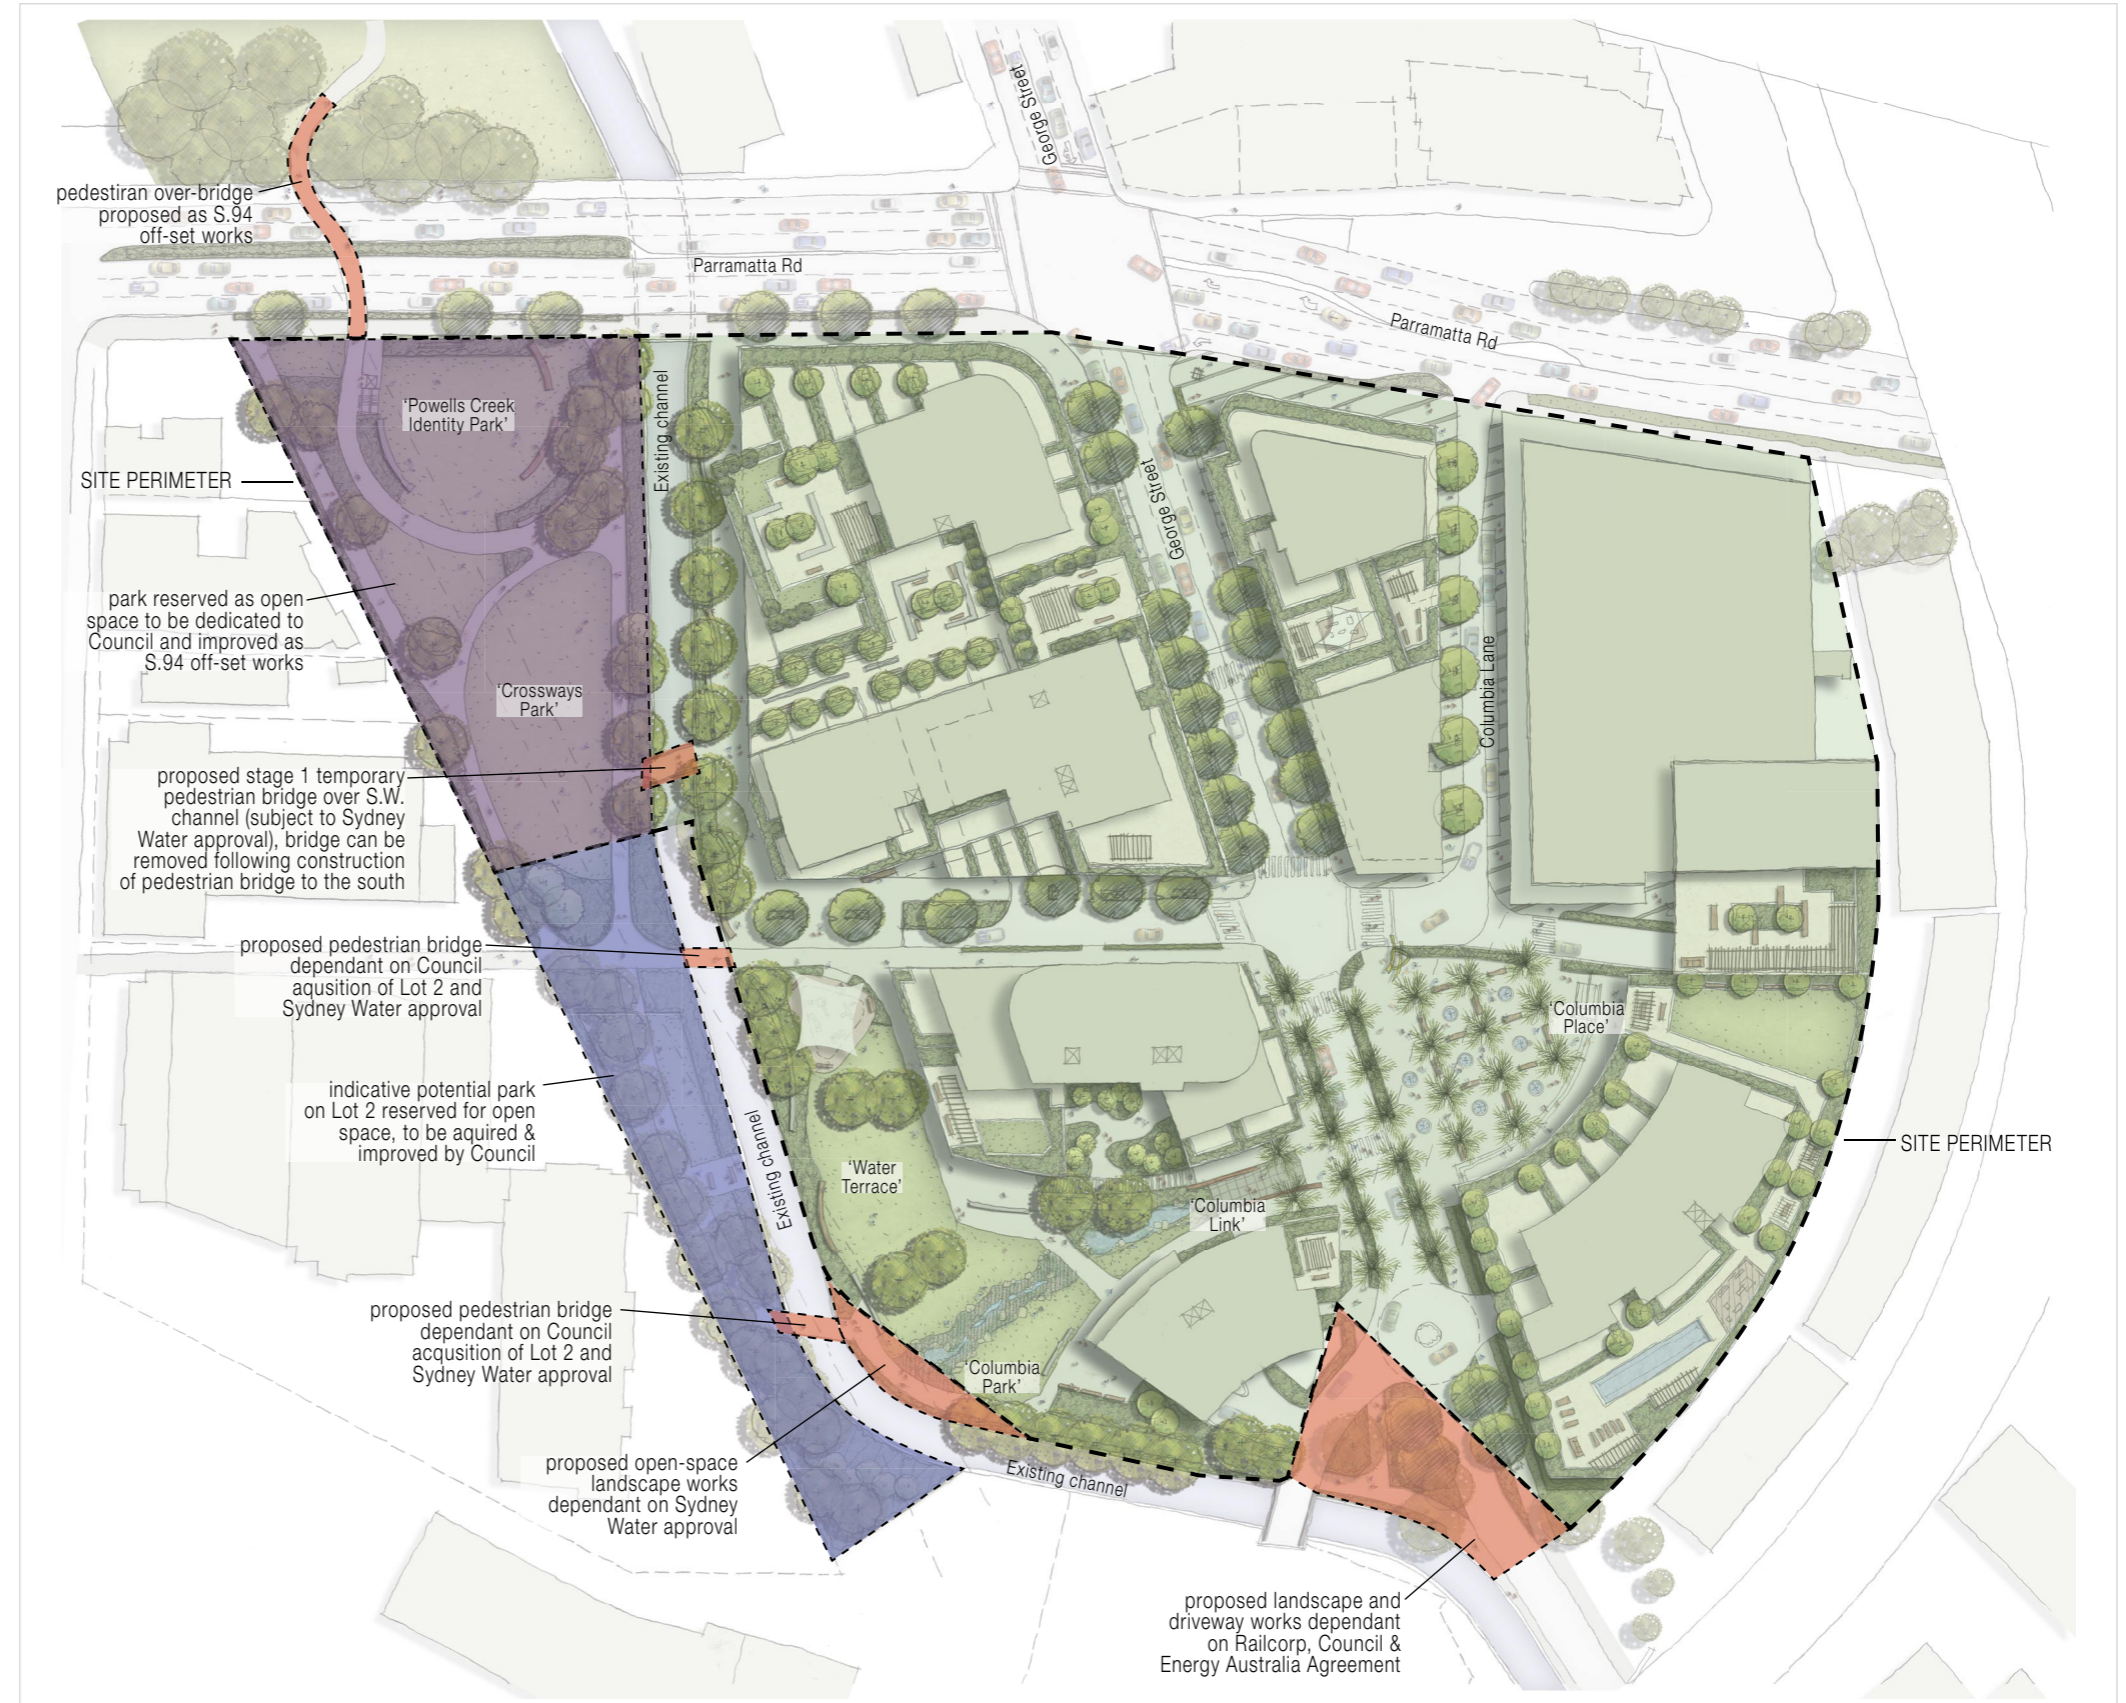 George Street
pedestiran over-bridge
proposed as S.94
off-set works
Parramatta Rd
Parramatta Rd
'Powells Creek
Identity Park'
Existing channel
SITE PERIMETER
George Street
park reserved as open
space to be dedicated to
Council and improved as
S.94 off-set works
'Crossways
Park'
Columbia Lane
proposed stage 1 temporary
pedestrian bridge over S.W.
channel (subject to Sydney
Water approval), bridge can be
removed following construction
of pedestrian bridge to the south
proposed pedestrian bridge
dependant on Council
aqusition of Lot 2 and
Sydney Water approval
'Columbia
Place'
indicative potential park
on Lot 2 reserved for open
space, to be aquired &
improved by Council
Existing channel
SITE PERIMETER
'Water
Terrace'
'Columbia
Link'
proposed pedestrian bridge
dependant on Council
acqusition of Lot 2 and
Sydney Water approval
'Columbia
Park'
proposed open-space
landscape works
dependant on Sydney
Water approval
Existing channel
proposed landscape and
driveway works dependant
on Railcorp, Council &
Energy Australia Agreement